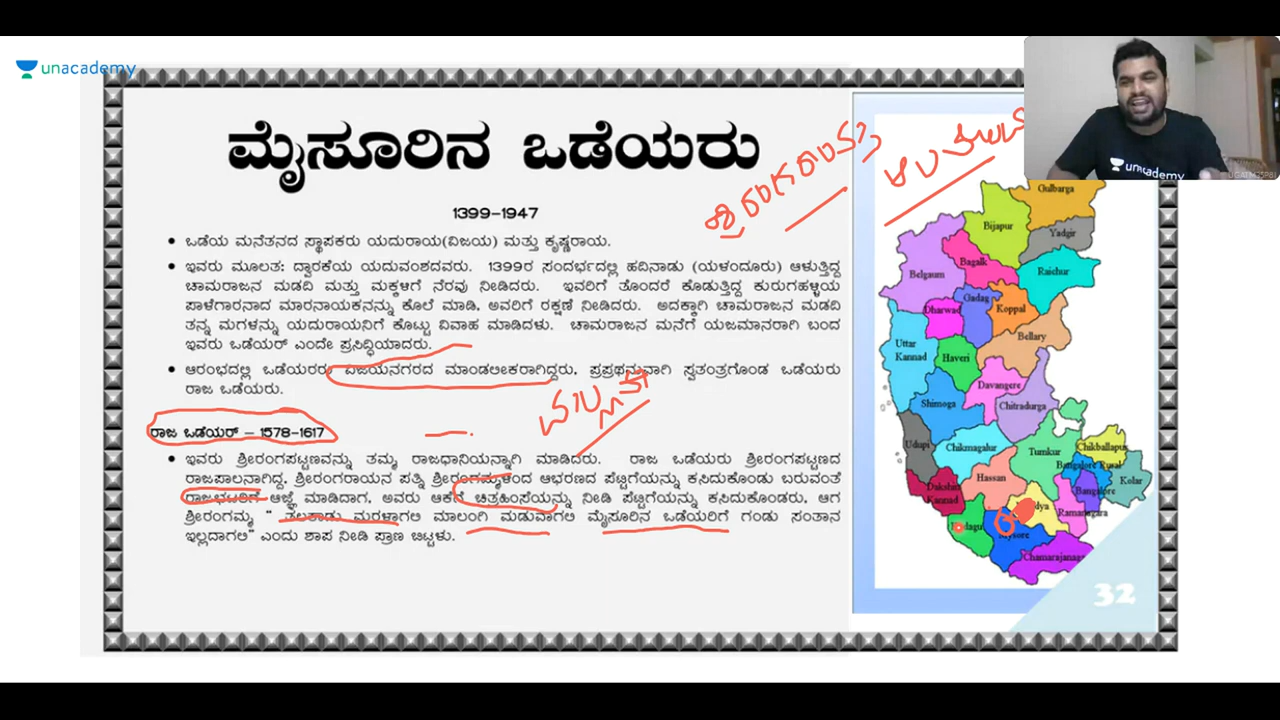 unacademy
ಮೈಸೂರಿನ ಒಡೆಯರು
1399-1947
• ಒಡೆಯ ಮನೆತನದ ಸ್ಥಾಪಕರು ಯದುರಾಯ(ವಿಜಯ) ಮತ್ತು ಕೃಷ್ಣರಾಯ.
• ಇವರು ಮೂಲತಃ ದ್ವಾರಕೆಯ ಯದುವಂಶದವರು. 1399ರ ಸಂದರ್ಭದಲ್ಲಿ ಹದಿನಾಡು (ಯಳಂದೂರು) ಆಳುತ್ತಿದ್ದ
ಚಾಮರಾಜನ ಮಡದಿ ಮತ್ತು ಮಕ್ಕಳಿಗೆ ನೆರವು ನೀಡಿದರು. ಇವರಿಗೆ ತೊಂದರೆ ಕೊಡುತ್ತಿದ್ದ ಕುರುಗಹಳ್ಳಿಯ
ಪಾಳೆಗಾರನಾದ ಮಾರನಾಯಕನನ್ನು ಕೊಲೆ ಮಾಡಿ, ಅವರಿಗೆ ರಕ್ಷಣೆ ನೀಡಿದರು. ಅದಕ್ಕಾಗಿ ಚಾಮರಾಜನ ಮಡದಿ
ತನ್ನ ಮಗಳನ್ನು ಯದುರಾಯನಿಗೆ ಕೊಟ್ಟು ವಿವಾಹ ಮಾಡಿದಳು. ಚಾಮರಾಜನ ಮನೆಗೆ ಯಜಮಾನರಾಗಿ ಬಂದ
ಇವರು ಒಡೆಯರ್ ಎಂದೇ ಪ್ರಸಿದ್ಧಿಯಾದರು.
• ಆರಂಭದಲ್ಲಿ ಒಡೆಯರರು ವಿಜಯನಗರದ ಮಾಂಡಲೀಕರಾಗಿದ್ದರು. ಪ್ರಪ್ರಥಮವಾಗಿ ಸ್ವತಂತ್ರಗೊಂಡ ಒಡೆಯರು
ರಾಜ ಒಡೆಯರು.
ರಾಜ ಒಡೆಯರ್ – 1578-1617
• ಇವರು ಶ್ರೀರಂಗಪಟ್ಟಣವನ್ನು ತಮ್ಮ ರಾಜಧಾನಿಯನ್ನಾಗಿ ಮಾಡಿದರು. ರಾಜ ಒಡೆಯರು ಶ್ರೀರಂಗಪಟ್ಟಣದ
ರಾಜಪಾಲನ್ನಾಗಿದ್ದ, ಶ್ರೀರಂಗರಾಯನ ಪತ್ನಿ ಶ್ರೀರಂಗಮ್ಮಳಿಂದ ಆಭರಣದ ಪೆಟ್ಟಿಗೆಯನ್ನು ಕಸಿದುಕೊಂಡು ಬರುವಂತೆ
ರಾಜಭಟರಿಗೆ ಆಜ್ಞೆ ಮಾಡಿದಾಗ, ಅವರು ಆಕೆಗೆ ಚಿತ್ರಹಿಂಸೆಯನ್ನು ನೀಡಿ ಪೆಟ್ಟಿಗೆಯನ್ನು ಕಸಿದುಕೊಂಡರು, ಆಗ
ಶ್ರೀರಂಗಮ್ಮ " ತಲಕಾಡು ಮರಳಾಗಲಿ ಮಾಲಂಗಿ ಮಡುವಾಗಲಿ ಮೈಸೂರಿನ ಒಡೆಯರಿಗೆ ಗಂಡು ಸಂತಾನ
ಇಲ್ಲದಾಗಲಿ" ಎಂದು ಶಾಪ ನೀಡಿ ಪ್ರಾಣ ಬಿಟ್ಟಳು.
unacademy
Gulbarga
Bijapur
Yadgir
Bagalk
Belgaum
Raichur
Gadag
Koppal
Dharwad
Bellary
Uttar
Kannad
Haveri
Davangere
Shimoga
Chitradurga
Udupi
Chikmagalur
Tumkur
Chikballapur
Bangalore Rural
Hassan
Kolar
Dakshin
Kannad
Bangalore
Ramanagara
Mysore
Chamarajanaga
32